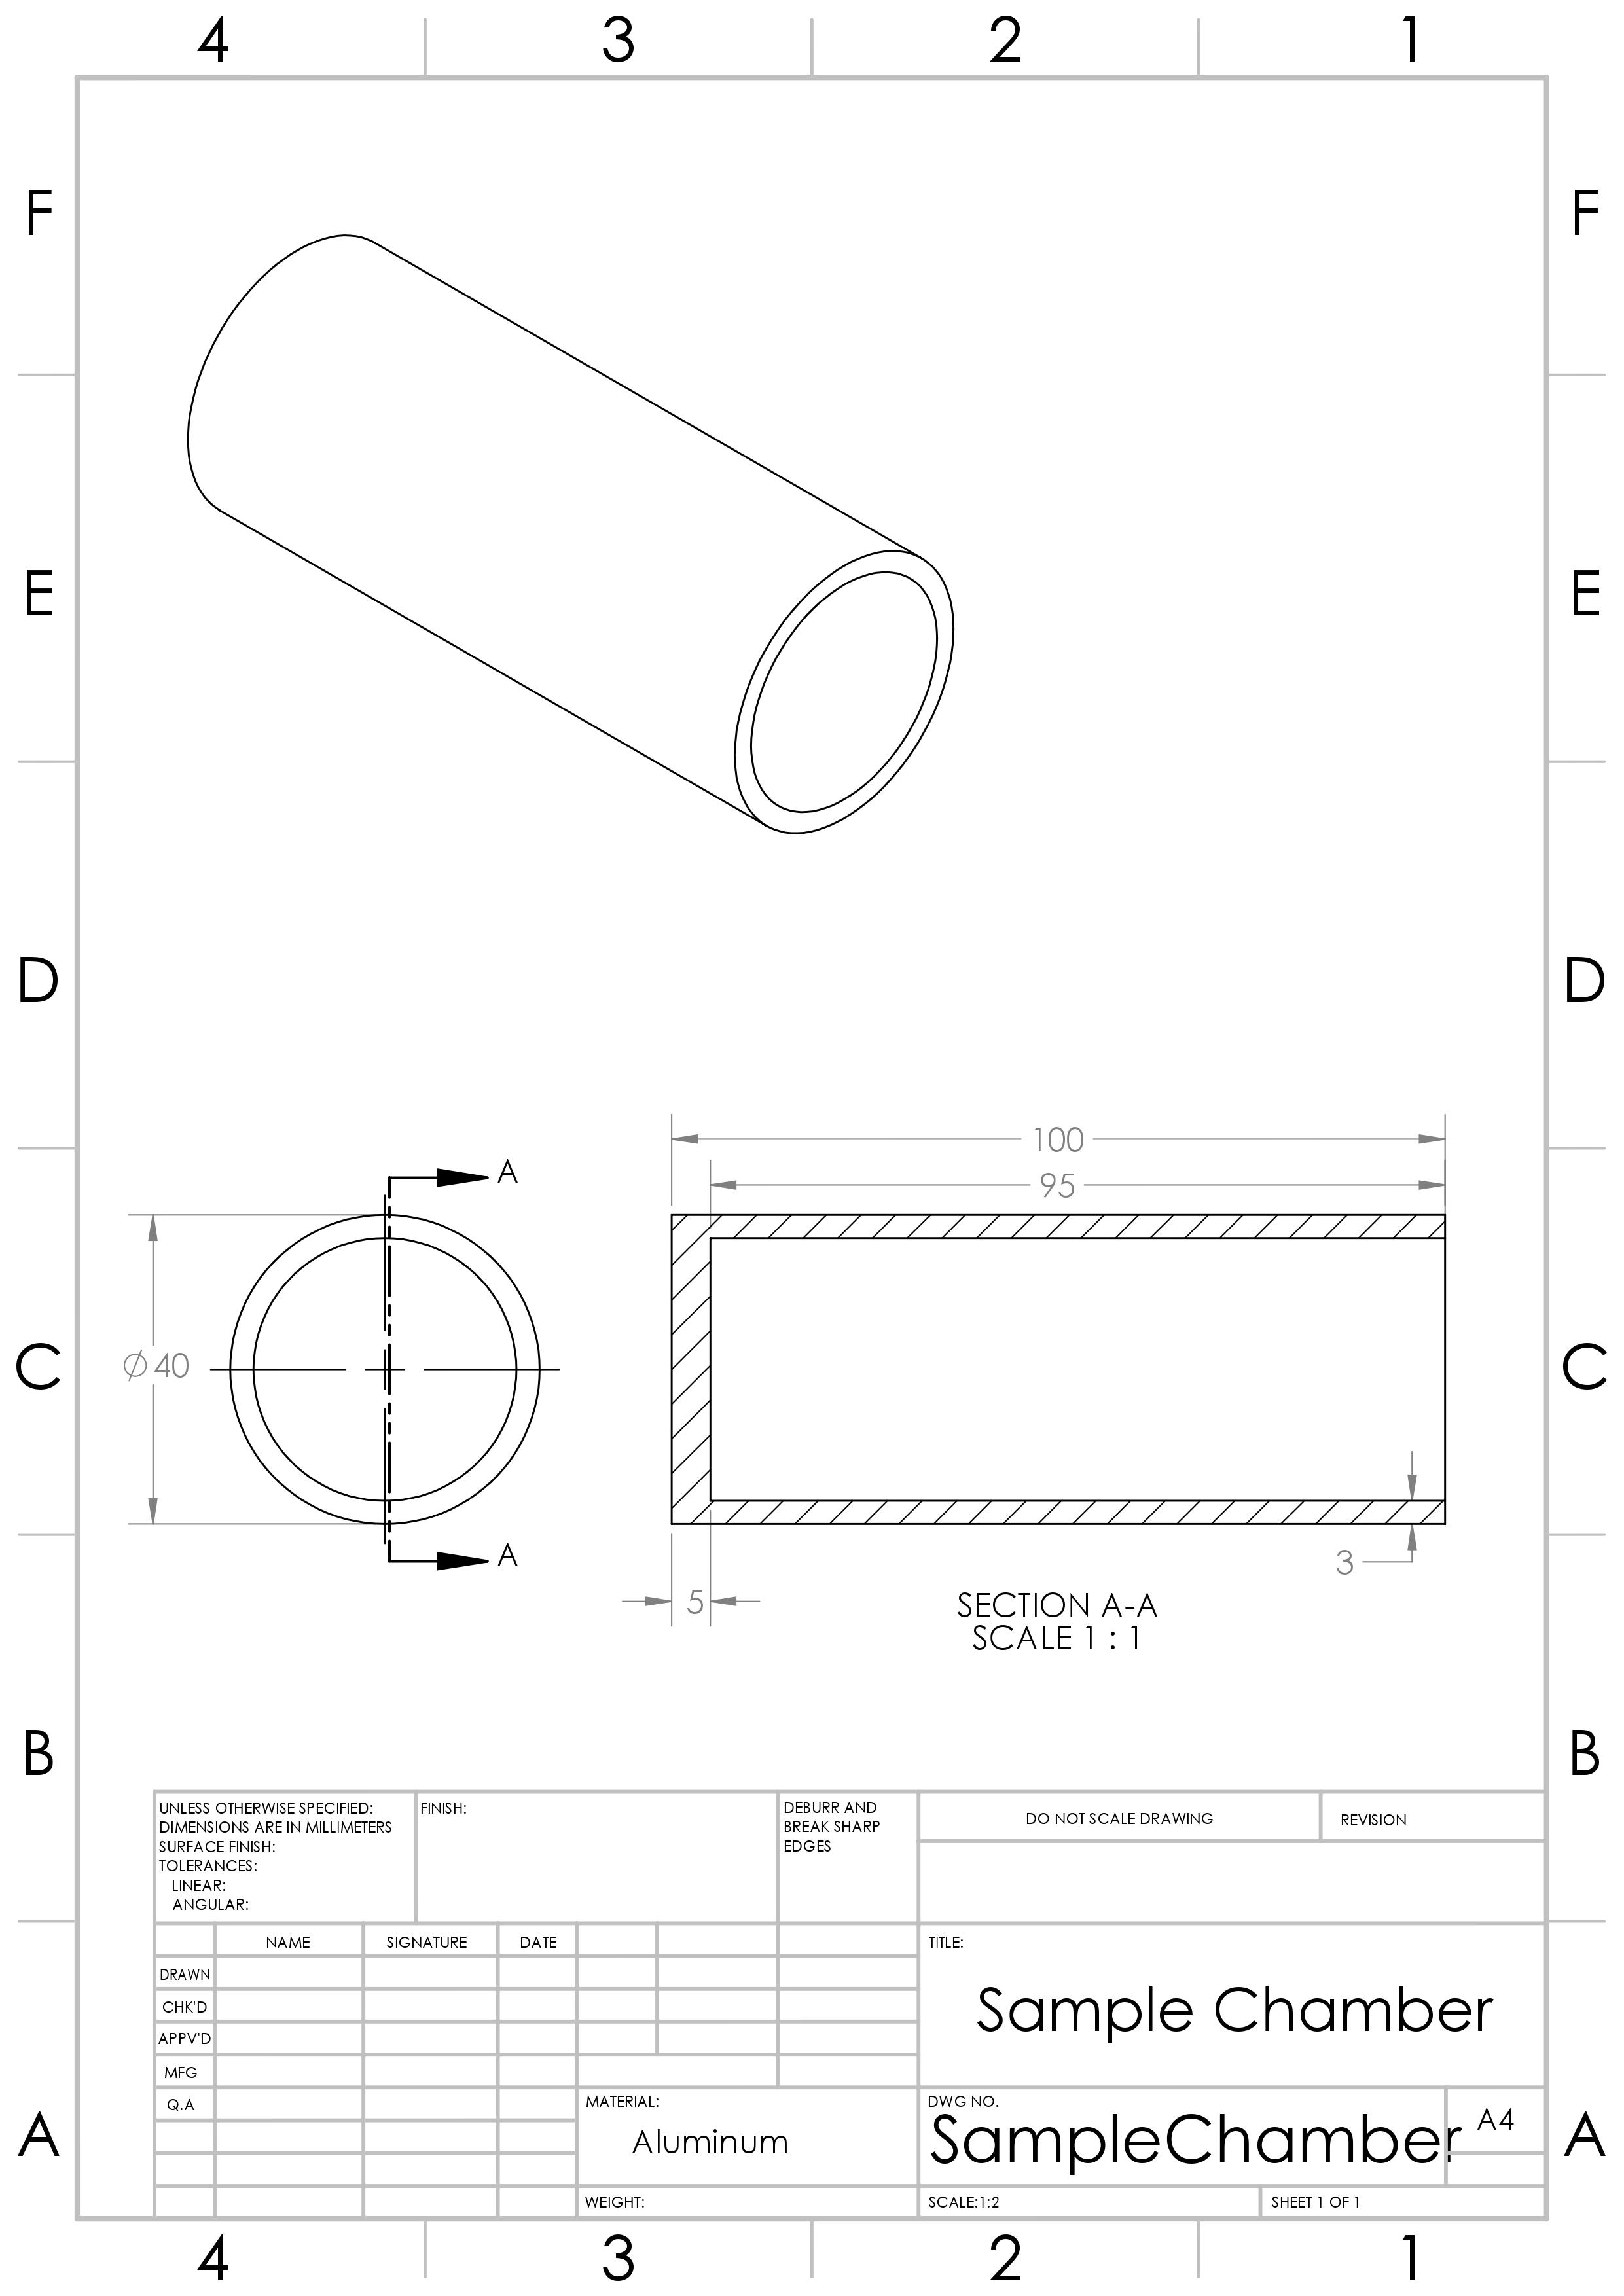 4 3 2 1
F F
E E
D D
100
95
A
C C
⌀40
A
3
5
SECTION A-A
SCALE 1 : 1
B B
UNLESS OTHERWISE SPECIFIED:
DIMENSIONS ARE IN MILLIMETERS
SURFACE FINISH:
TOLERANCES:
LINEAR:
ANGULAR:
FINISH:
DEBURR AND
BREAK SHARP
EDGES
DO NOT SCALE DRAWING
REVISION
NAME SIGNATURE DATE
DRAWN
CHK'D
APPV'D
MFG
Q.A
TITLE:
Sample Chamber
MATERIAL:
Aluminum
DWG NO.
SampleChamber
A4
A A
WEIGHT:
SCALE:1:2
SHEET 1 OF 1
4 3 2 1